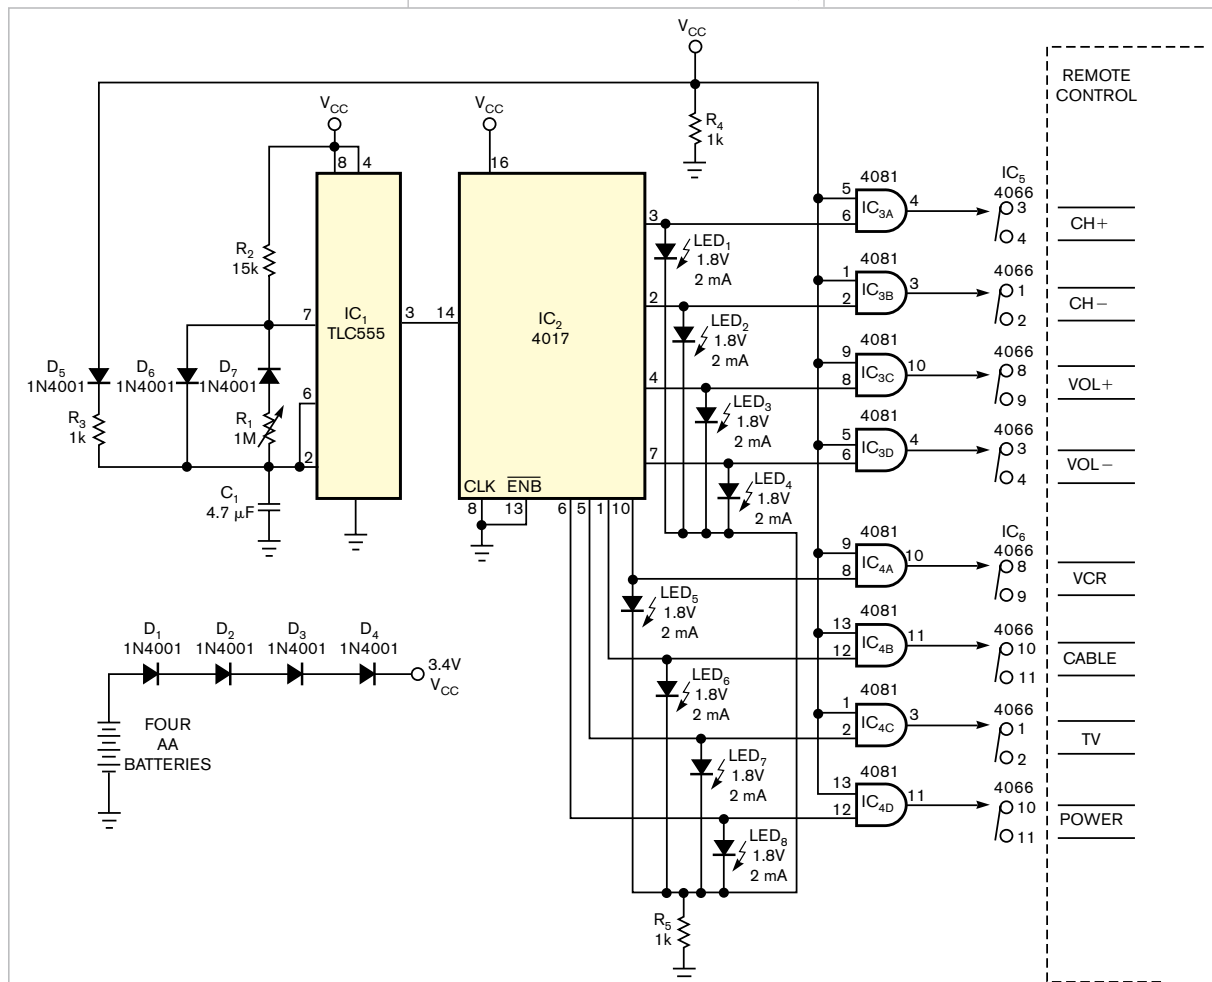 VCC
REMOTE
CONTROL
VCC
VCC
R4
1k
8
4
16
R2
15k
7
IC1
TLC555
3
14
IC2
4017
6
2
D5
1N4001
D6
1N4001
D7
1N4001
R3
1k
R1
1M
C1
4.7 µF
3
2
4
7
CLK
ENB
8
13
6
5
1
10
LED1
1.8V
2 mA
LED2
1.8V
2 mA
LED3
1.8V
2 mA
LED4
1.8V
2 mA
LED5
1.8V
2 mA
LED6
1.8V
2 mA
LED7
1.8V
2 mA
LED8
1.8V
2 mA
R5
1k
4081
5
6
IC3A
4
IC5
4066
3
4
CH+
4081
1
2
IC3B
3
4066
1
2
CH−
4081
9
8
IC3C
10
4066
8
9
VOL+
4081
5
6
IC3D
4
4066
3
4
VOL−
4081
9
8
IC4A
10
IC6
4066
8
9
VCR
4081
13
12
IC4B
11
4066
10
11
CABLE
4081
1
2
IC4C
3
4066
1
2
TV
4081
13
12
IC4D
11
4066
10
11
POWER
D1
1N4001
D2
1N4001
D3
1N4001
D4
1N4001
3.4V
VCC
FOUR
AA
BATTERIES